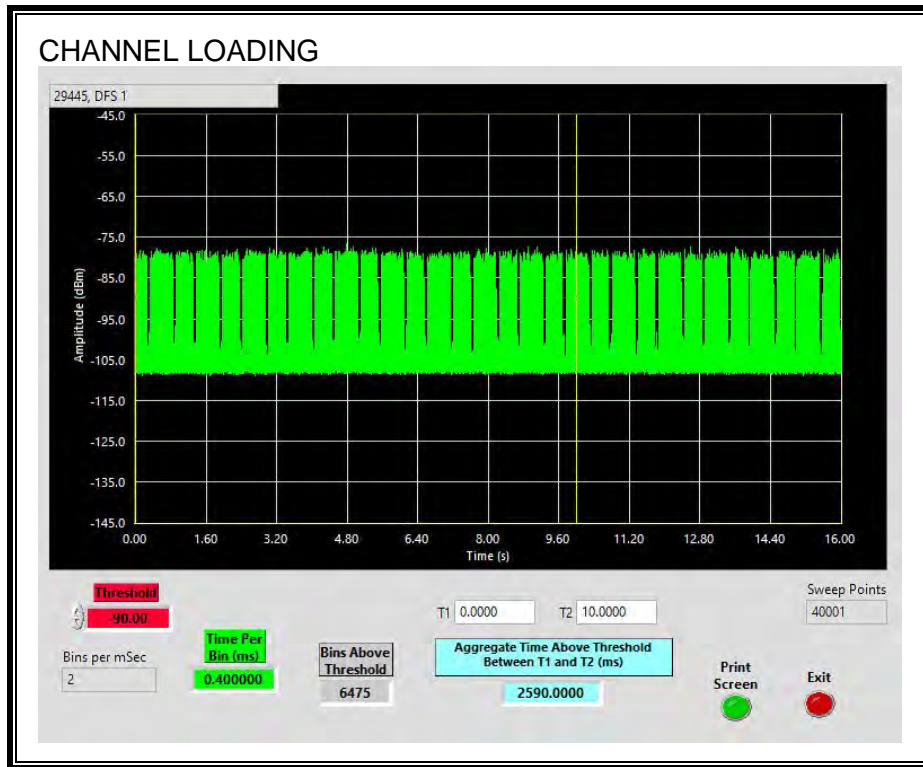 CHANNEL LOADING
29445, DFS 1
-45.0
-55.0
-65.0
-75.0
-85.0
-95.0
-105.0
-115.0
-125.0
-135.0
-145.0
Amplitude (dBm)
0.00 1.60 3.20 4.80 6.40 8.00 9.60 11.20 12.80 14.40 16.00
Time (s)
Threshold
-90.00
Bins per mSec
2
Time Per
Bin (ms)
0.400000
Bins Above
Threshold
6475
T1 0.0000 T2 10.0000
Aggregate Time Above Threshold
Between T1 and T2 (ms)
2590.0000
Sweep Points
40001
Print
Screen
Exit